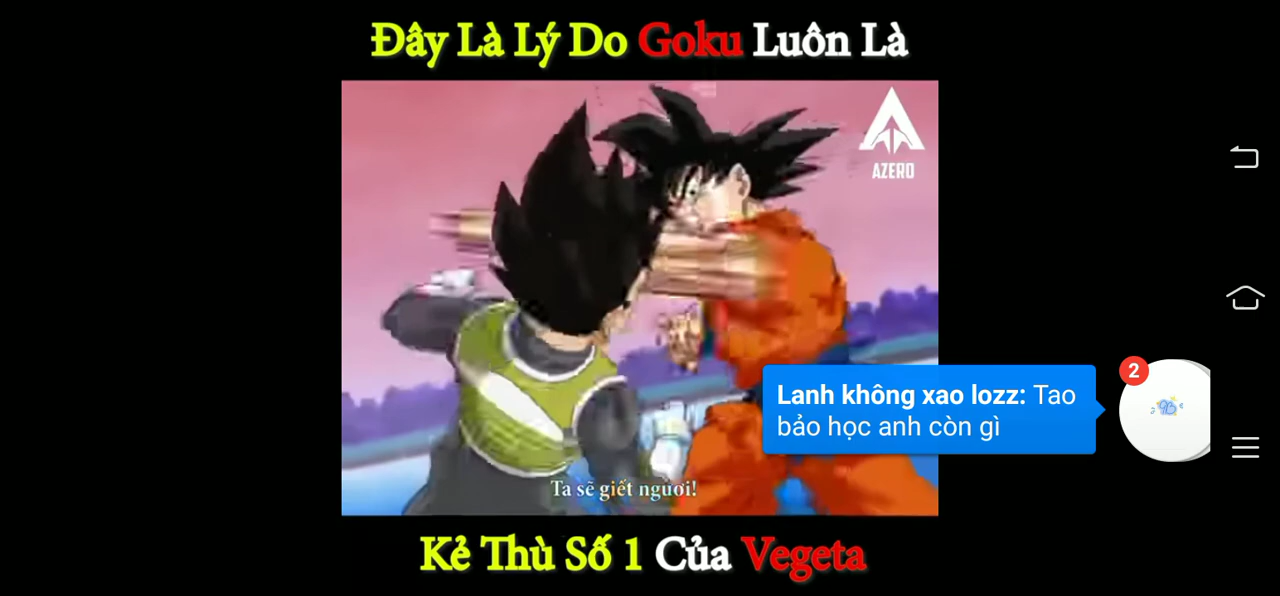 Đây Là Lý Do Goku Luôn Là
AZERO
2
Lanh không xao lozz: Tao
bảo học anh còn gì
Ta sẽ giết ngươi!
Kẻ Thù Số 1 Của Vegeta